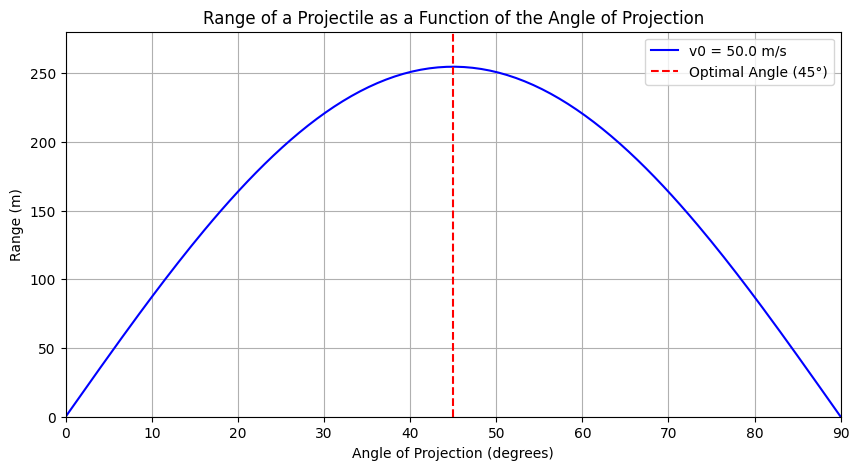 Range of a Projectile as a Function of the Angle of Projection
v0 = 50.0 m/s
Optimal Angle (45°)
Range (m)
250
200
150
100
50
0
0 10 20 30 40 50 60 70 80 90
Angle of Projection (degrees)